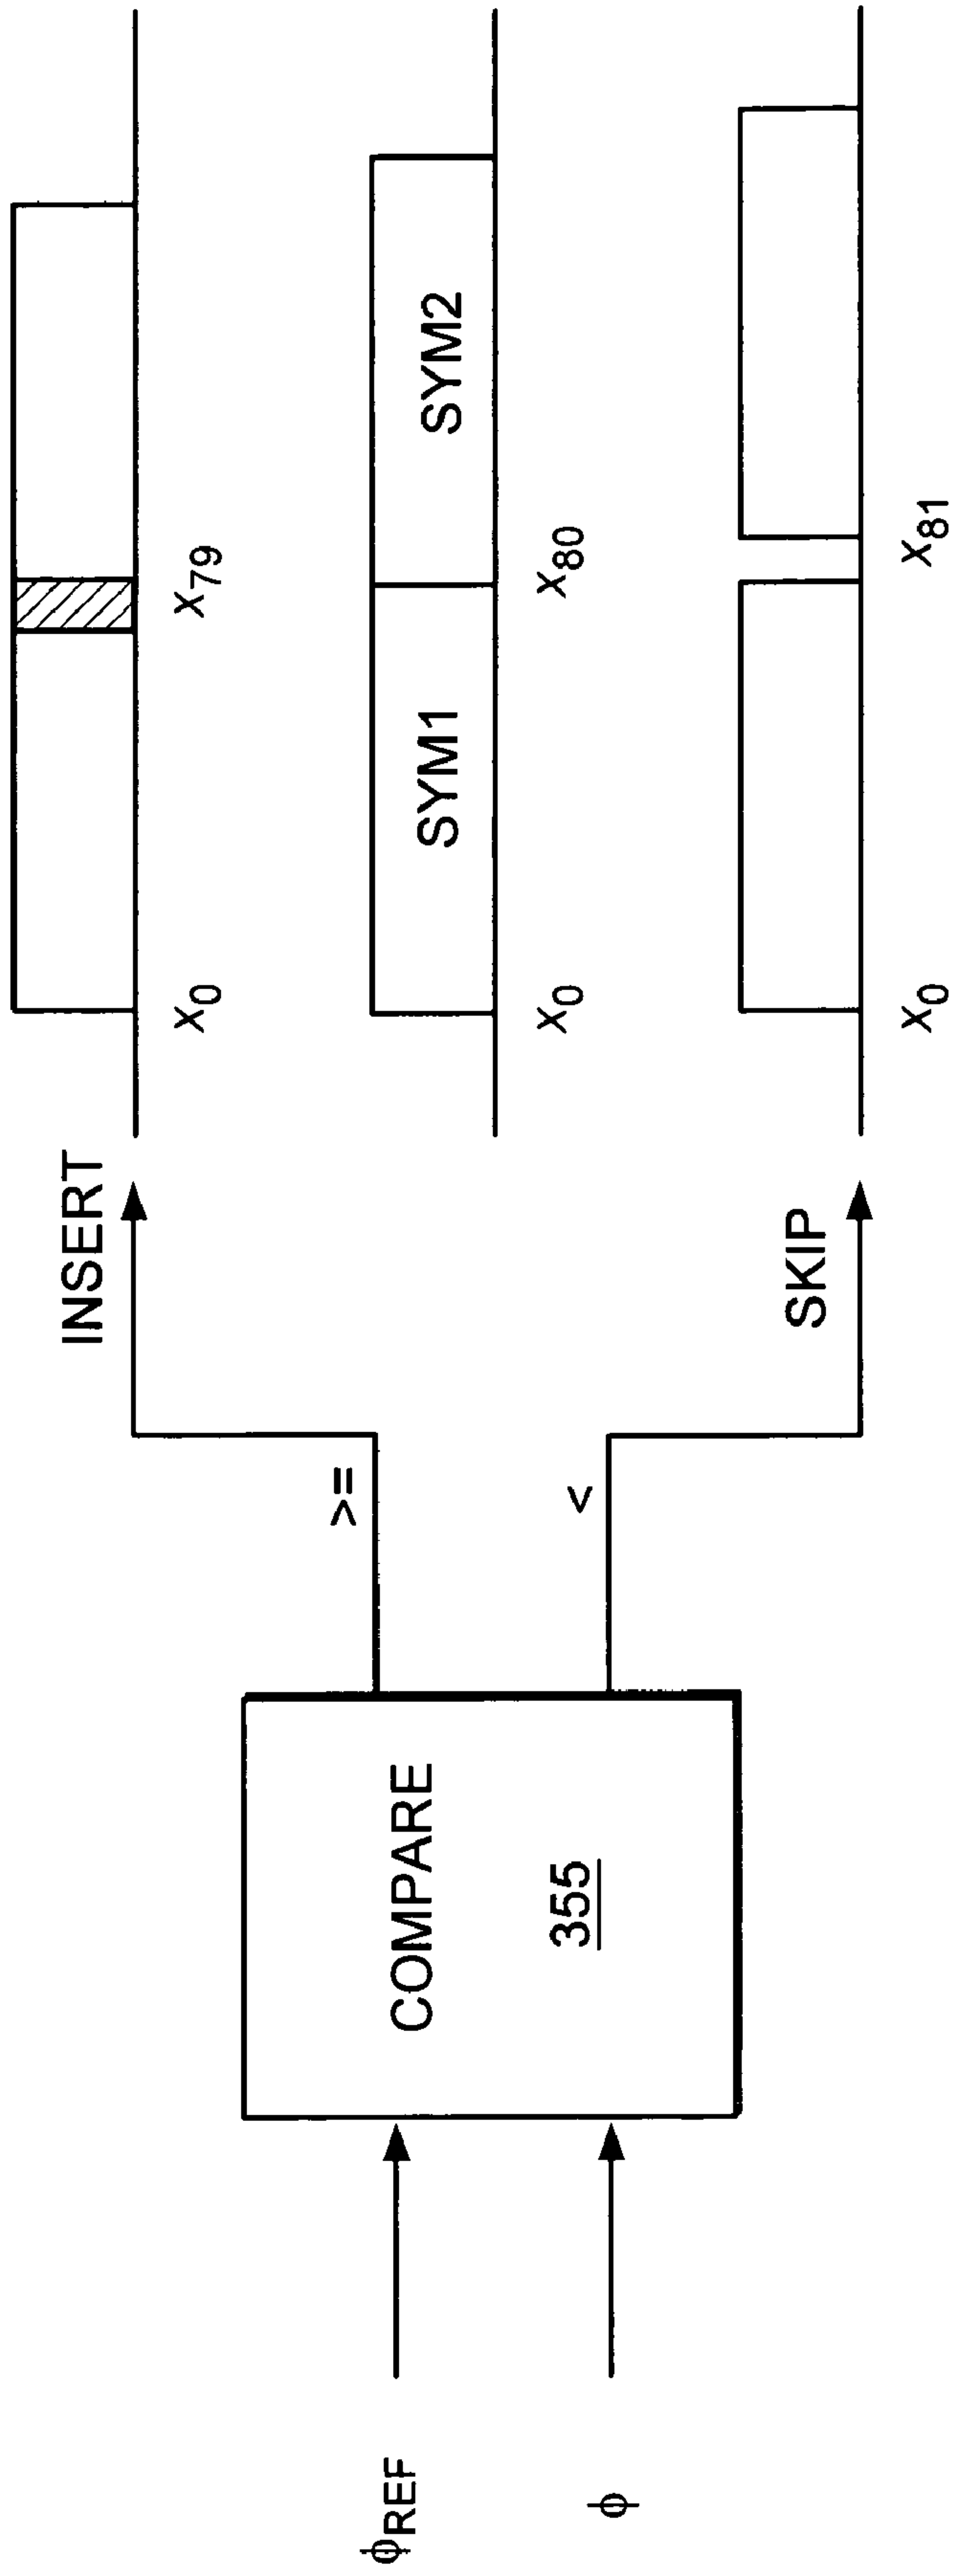 ϕREF
ϕ
COMPARE
355
>=
<
INSERT
SKIP
x0
x79
SYM1
SYM2
x0
x80
x0
x81